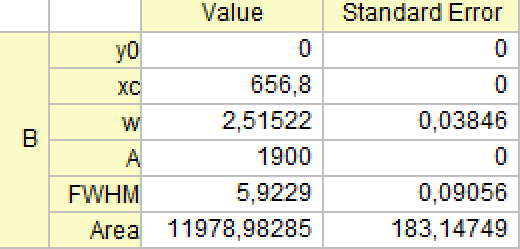 Value Standard Error
B
y0 0 0
xc 656,8 0
w 2,51522 0,03846
A 1900 0
FWHM 5,9229 0,09056
Area 11978,98285 183,14749